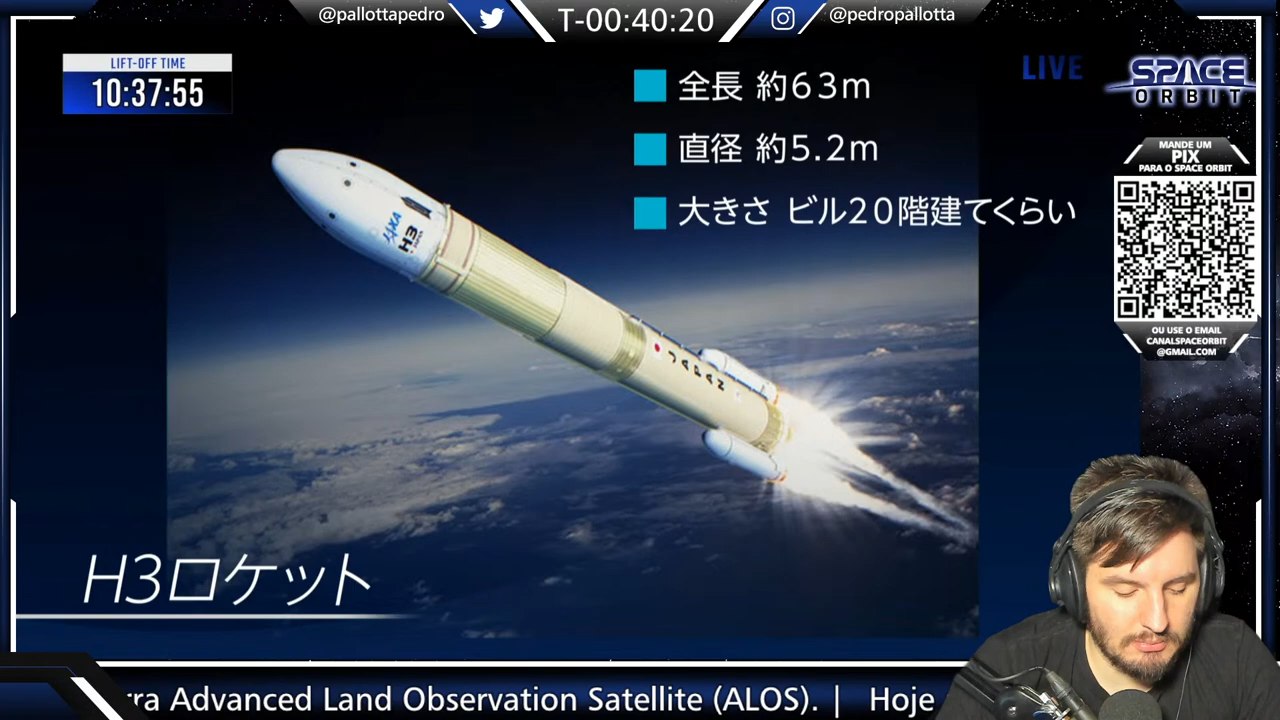 @pallottapedro
T-00:40:20
@pedropallotta
LIFT-OFF TIME
10:37:55
LIVE
SPACE
ORBIT
全長 約63m
直径 約5.2m
大きさ ビル20階建てくらい
MANDE UM
PIX
PARA O SPACE ORBIT
OU USE O EMAIL
CANALSPACEORBIT
@GMAIL.COM
JAXA
H3
JAPAN
H3ロケット
rra Advanced Land Observation Satellite (ALOS). | Hoje